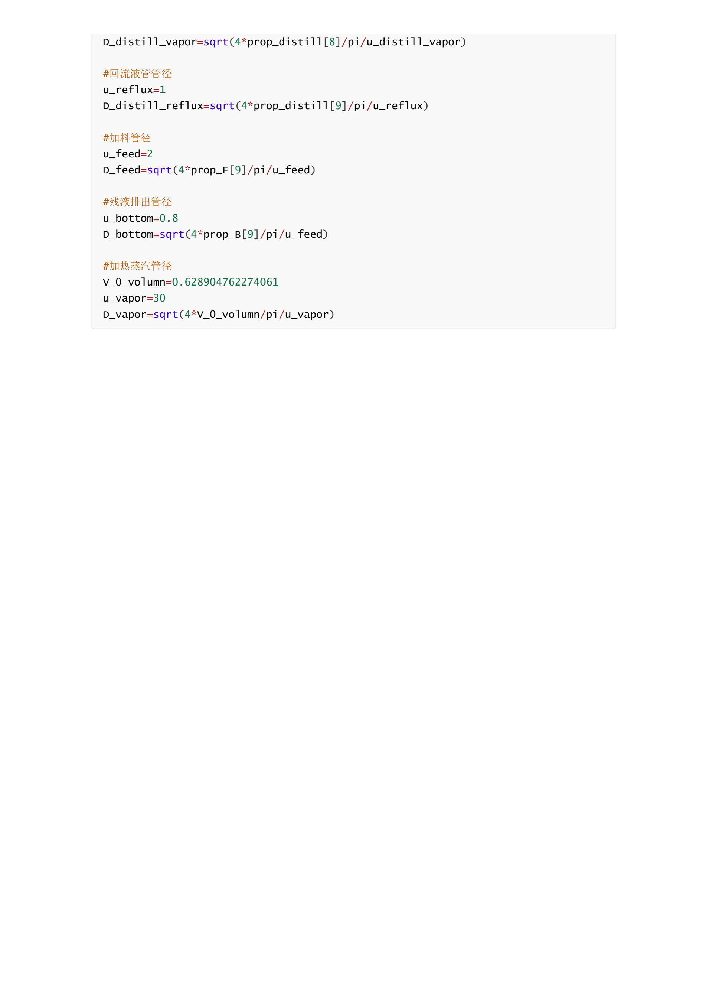 D_distill_vapor=sqrt(4*prop_distill[8]/pi/u_distill_vapor)
#回流液管管径
u_reflux=1
D_distill_reflux=sqrt(4*prop_distill[9]/pi/u_reflux)
#加料管径
u_feed=2
D_feed=sqrt(4*prop_F[9]/pi/u_feed)
#残液排出管径
u_bottom=0.8
D_bottom=sqrt(4*prop_B[9]/pi/u_feed)
#加热蒸汽管径
V_0_volumn=0.628904762274061
u_vapor=30
D_vapor=sqrt(4*V_0_volumn/pi/u_vapor)